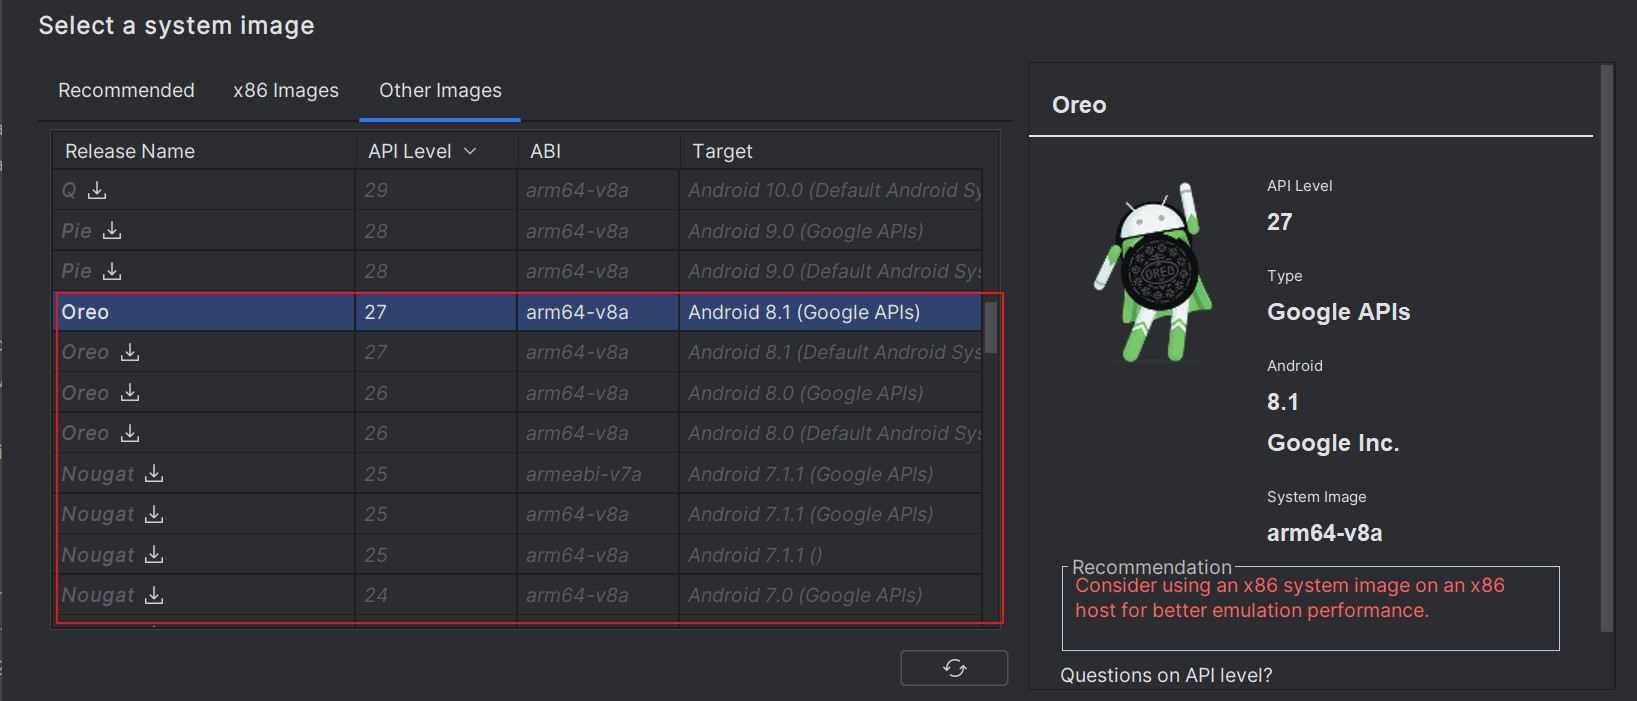 Select a system image
Recommended x86 Images Other Images
Release Name API Level ABI Target
Q 29 arm64-v8a Android 10.0 (Default Android Sy
Pie 28 arm64-v8a Android 9.0 (Google APIs)
Pie 28 arm64-v8a Android 9.0 (Default Android Sys
Oreo 27 arm64-v8a Android 8.1 (Google APIs)
Oreo 27 arm64-v8a Android 8.1 (Default Android Sys
Oreo 26 arm64-v8a Android 8.0 (Google APIs)
Oreo 26 arm64-v8a Android 8.0 (Default Android Sys
Nougat 25 armeabi-v7a Android 7.1.1 (Google APIs)
Nougat 25 arm64-v8a Android 7.1.1 (Google APIs)
Nougat 25 arm64-v8a Android 7.1.1 ()
Nougat 24 arm64-v8a Android 7.0 (Google APIs)
Oreo
OREO
API Level
27
Type
Google APIs
Android
8.1
Google Inc.
System Image
arm64-v8a
Recommendation
Consider using an x86 system image on an x86
host for better emulation performance.
Questions on API level?